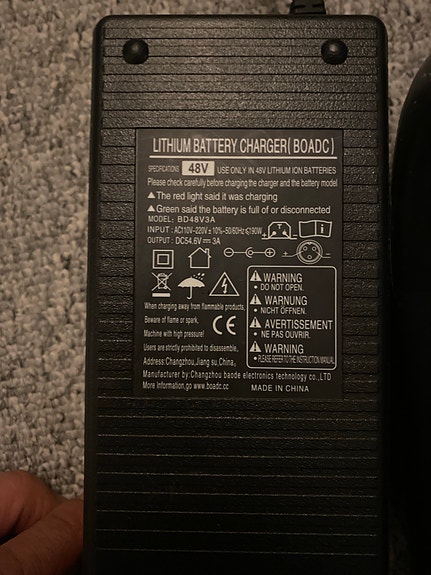 LITHIUM BATTERY CHARGER(BOADC)
SPECIFICATIONS 48V USE ONLY IN 48V LITHIUM ION BATTERIES
Please check carefully before charging the charger and the battery model
▲The red light said it was charging
▲Green said the battery is full of or disconnected
MODEL: BD48V3A
INPUT:AC110V-220V±10%-50/60Hz≤190W
OUTPUT: DC54.6V⎓3A
When charging away from flammable products,
Beware of flame or spark,
Machine with high pressure!
Users are strictly prohibited to disassemble,
CE
WARNING
• DO NOT OPEN.
WARNUNG
• NICHT ÖFFNEN.
AVERTISSEMENT
• NE PAS OUVRIR.
WARNING
• PLEASE REFER TO THE INSTRUCTION MANUAL
Address:Changzhou,Jiang su,China,
Manufacturer by:Changzhou baode electronics technology co.,LTD
More Information,go www.boadc.cc MADE IN CHINA